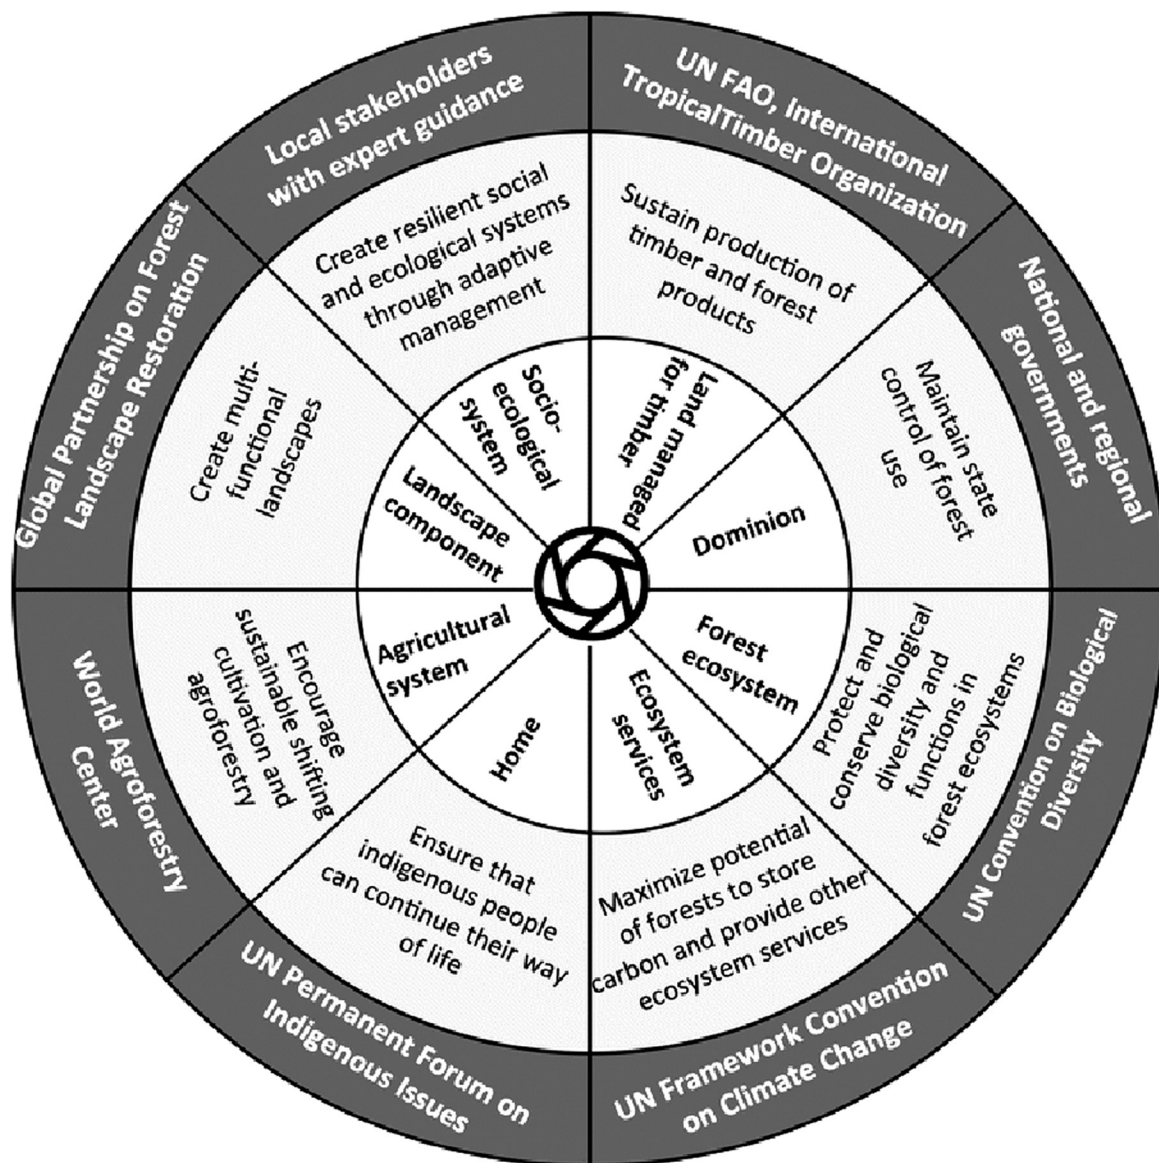 Local stakeholders
with expert guidance
UN FAO, International
TropicalTimber Organization
National and regional
governments
UN Convention on Biological
Diversity
UN Framework Convention
on Climate Change
UN Permanent Forum on
Indigenous Issues
World Agroforestry
Center
Global Partnership on Forest
Landscape Restoration
Create resilient social
and ecological systems
through adaptive
management
Sustain production of
timber and forest
products
Maintain state
control of forest
use
Protect and
conserve biological
diversity and
functions in
forest ecosystems
Maximize potential
of forests to store
carbon and provide other
ecosystem services
Ensure that
indigenous people
can continue their way
of life
Encourage
sustainable shifting
cultivation and
agroforestry
Create multi-
functional
landscapes
Socio-
ecological
system
Land managed
for timber
Dominion
Forest
ecosystem
Ecosystem
services
Home
Agricultural
system
Landscape
component